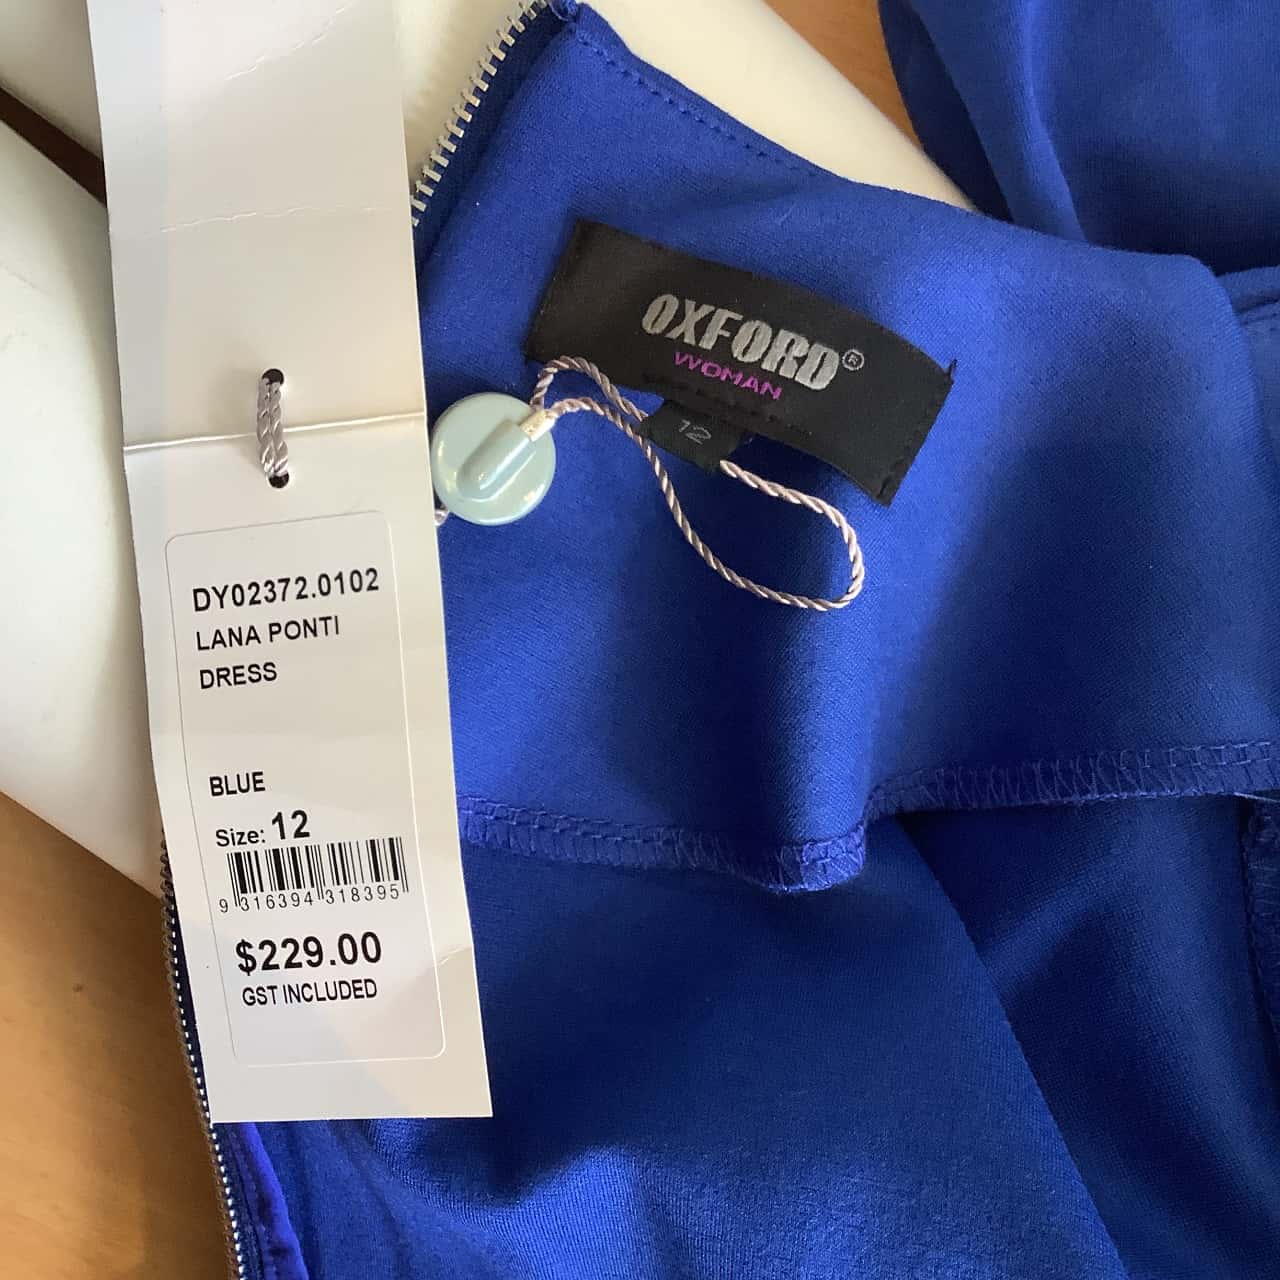 OXFORD®
WOMAN
12
DY02372.0102
LANA PONTI
DRESS
BLUE
Size: 12
9 316394 318395
$229.00
GST INCLUDED